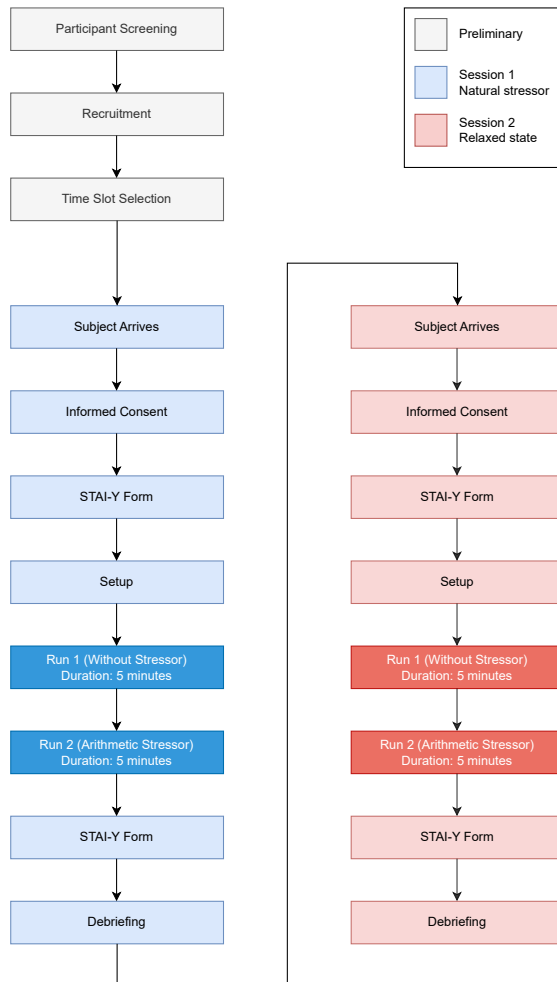 Participant Screening
Recruitment
Time Slot Selection
Preliminary
Session 1
Natural stressor
Session 2
Relaxed state
Subject Arrives
Informed Consent
STAI-Y Form
Setup
Run 1 (Without Stressor)
Duration: 5 minutes
Run 2 (Arithmetic Stressor)
Duration: 5 minutes
STAI-Y Form
Debriefing
Subject Arrives
Informed Consent
STAI-Y Form
Setup
Run 1 (Without Stressor)
Duration: 5 minutes
Run 2 (Arithmetic Stressor)
Duration: 5 minutes
STAI-Y Form
Debriefing